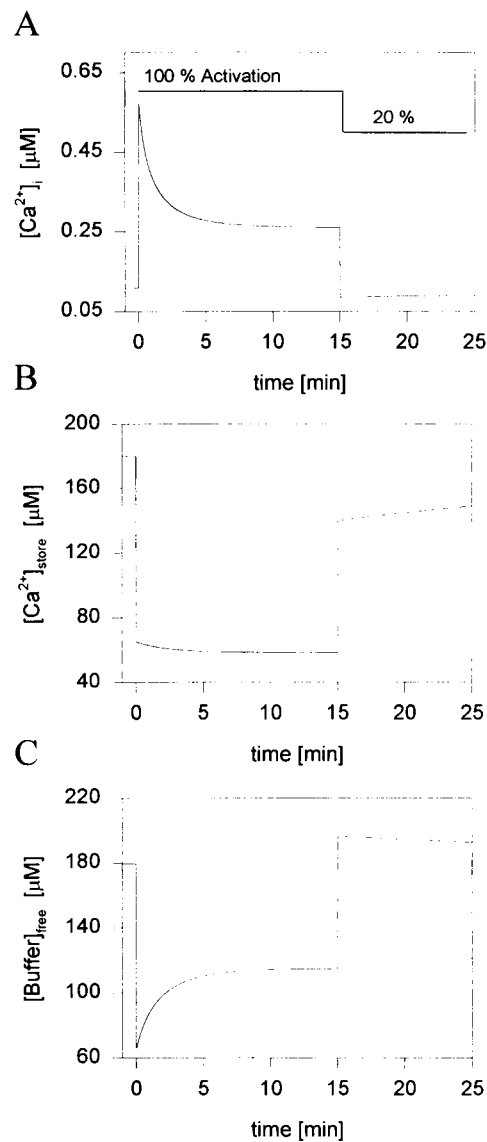 A
100 % Activation
20 %
[Ca²⁺]ᵢ [µM]
0.65
0.45
0.25
0.05
0 5 10 15 20 25
time [min]
B
[Ca²⁺]store [µM]
200
160
120
80
40
0 5 10 15 20 25
time [min]
C
[Buffer]free [µM]
220
180
140
100
60
0 5 10 15 20 25
time [min]